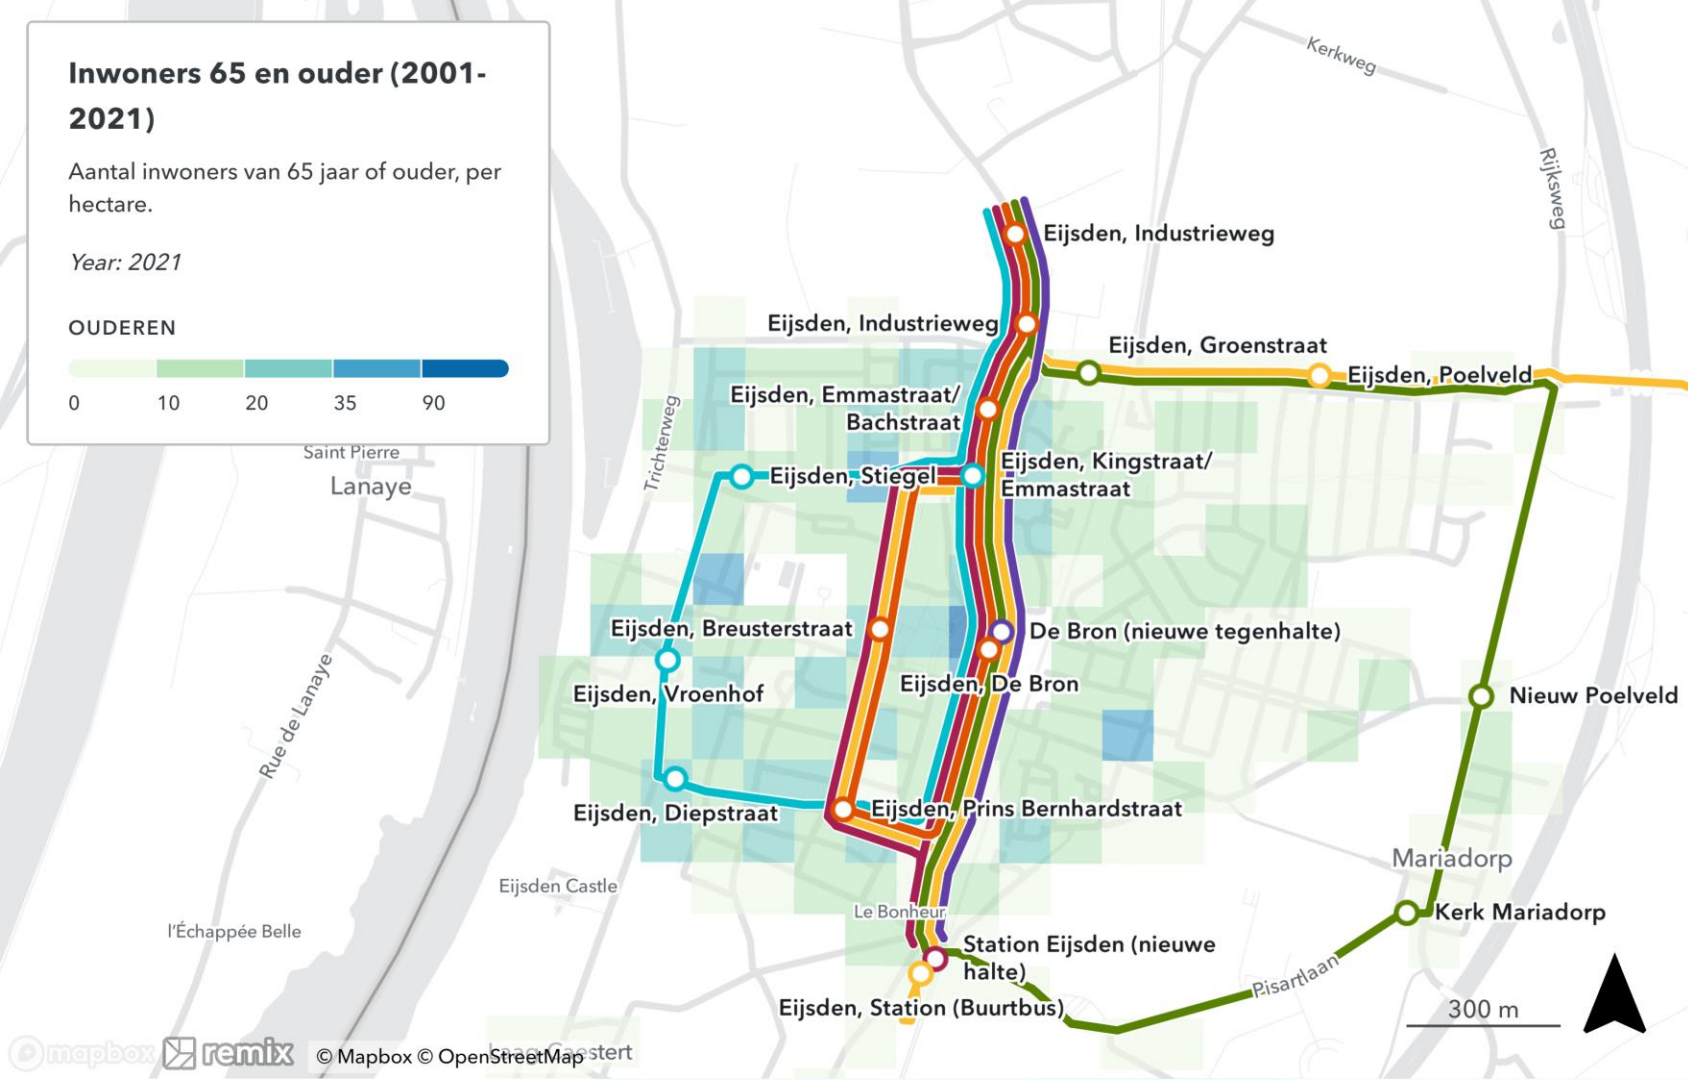 Inwoners 65 en ouder (2001-
2021)
Aantal inwoners van 65 jaar of ouder, per
hectare.
Year: 2021
OUDEREN
0 10 20 35 90
Kerkweg
Rijksweg
Eijsden, Industrieweg
Eijsden, Industrieweg
Eijsden, Groenstraat
Eijsden, Poelveld
Eijsden, Emmastraat/
Bachstraat
Trichterweg
Saint Pierre
Lanaye
Eijsden, Stiegel
Eijsden, Kingstraat/
Emmastraat
Eijsden, Breusterstraat
De Bron (nieuwe tegenhalte)
Eijsden, De Bron
Eijsden, Vroenhof
Nieuw Poelveld
Rue de Lanaye
Eijsden, Diepstraat
Eijsden, Prins Bernhardstraat
Mariadorp
Eijsden Castle
Le Bonheur
Kerk Mariadorp
l'Échappée Belle
Station Eijsden (nieuwe
halte)
Pisartlaan
Eijsden, Station (Buurtbus)
300 m
mapbox remix © Mapbox © OpenStreetMap